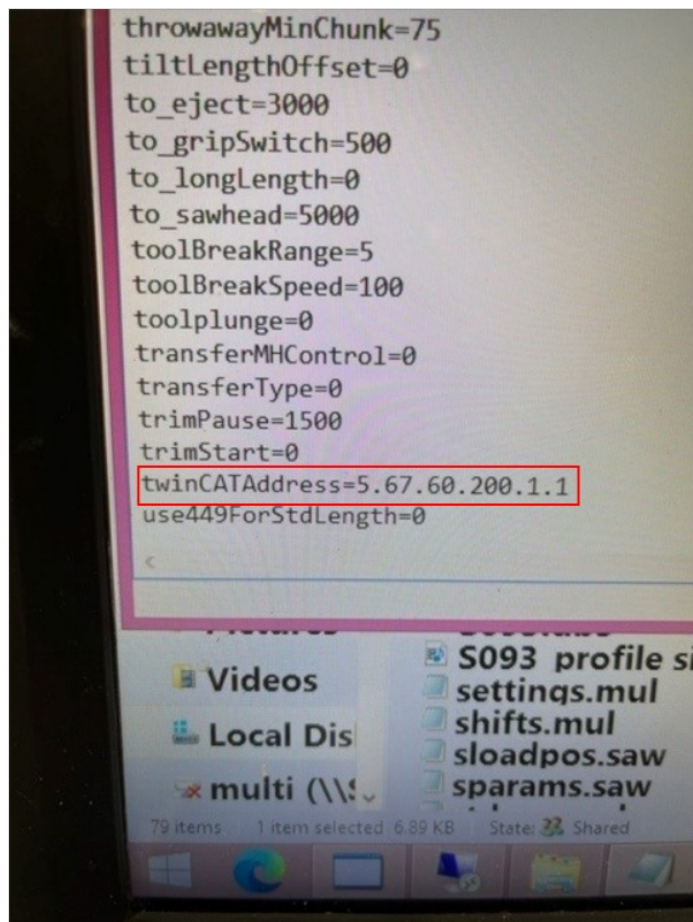 throwawayMinChunk=75
tiltLengthOffset=0
to_eject=3000
to_gripSwitch=500
to_longLength=0
to_sawhead=5000
toolBreakRange=5
toolBreakSpeed=100
toolplunge=0
transferMHControl=0
transferType=0
trimPause=1500
trimStart=0
twinCATAddress=5.67.60.200.1.1
use449ForStdLength=0
Videos
Local Dis
multi (\\S
S093 profile si
settings.mul
shifts.mul
sloadpos.saw
sparams.saw
79 items 1 item selected 6.89 KB State: Shared